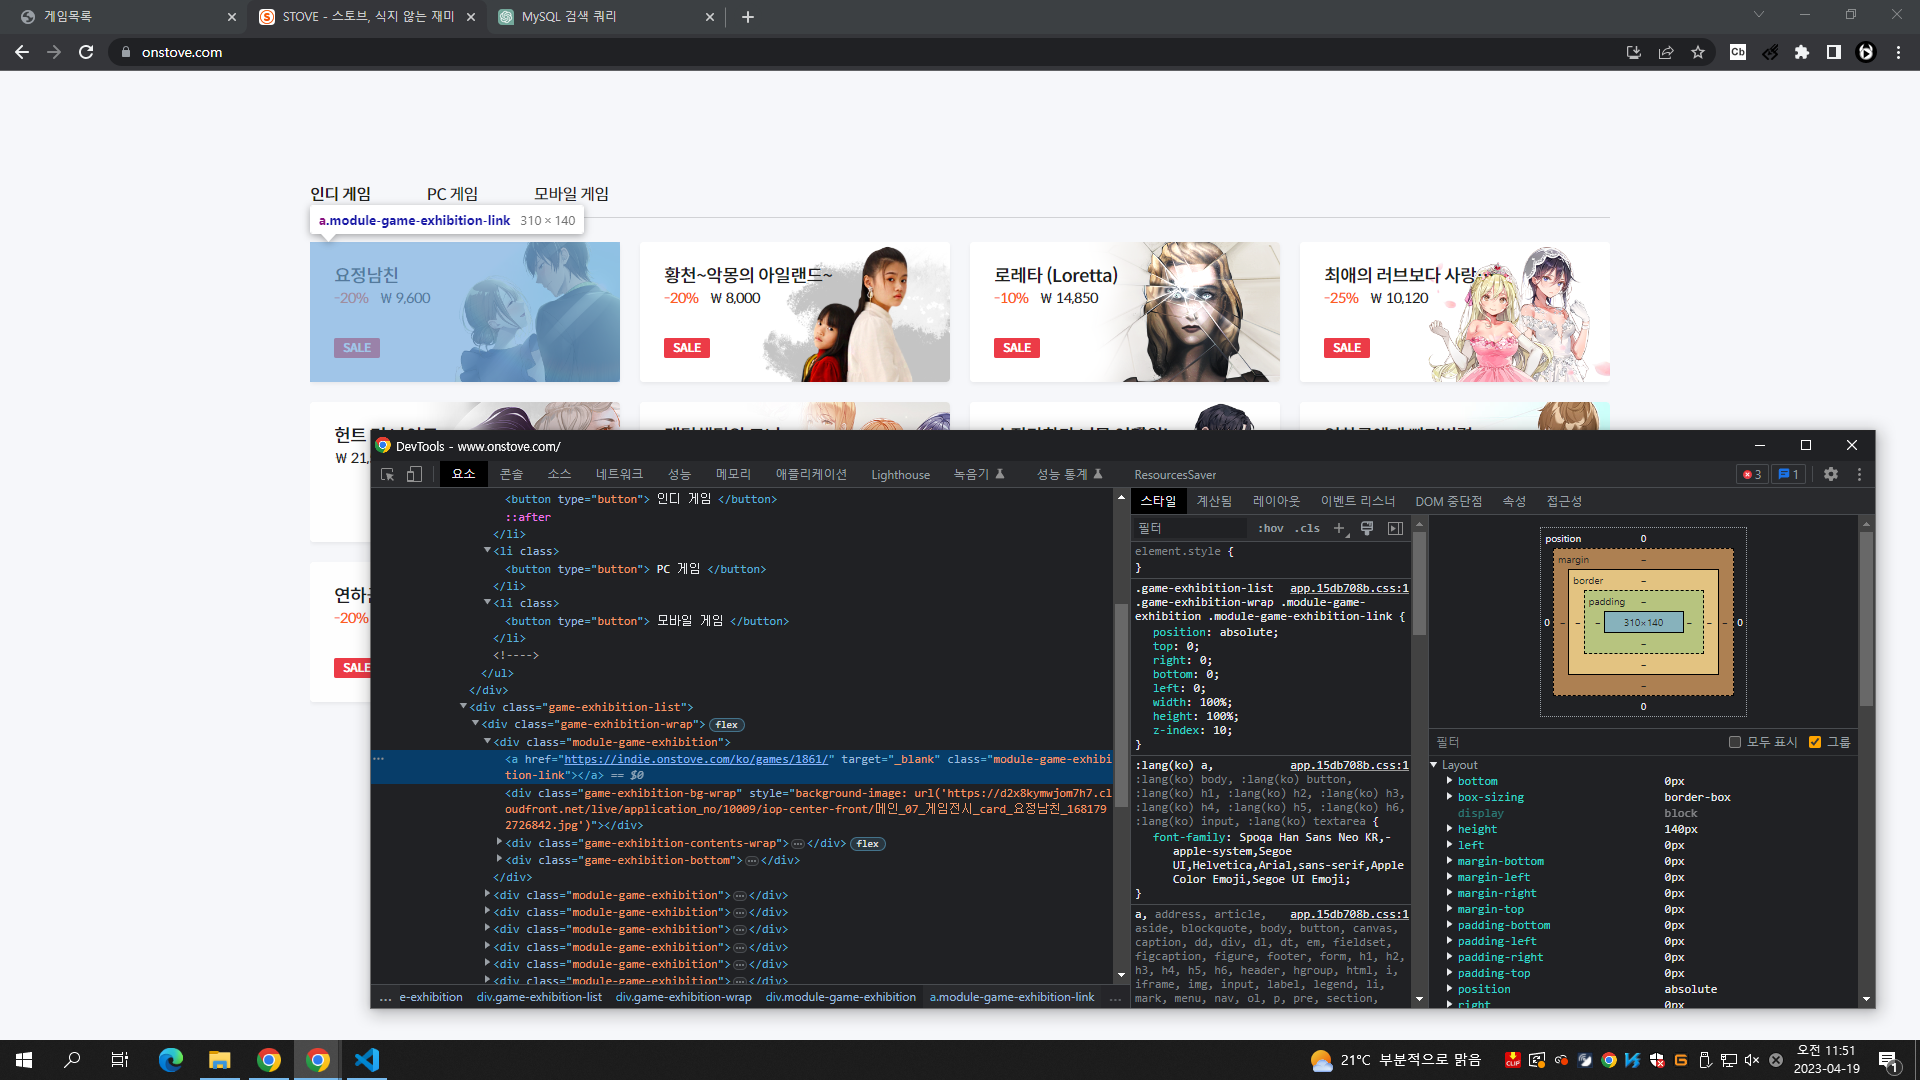 게임목록
STOVE - 스토브, 식지 않는 재미
MySQL 검색 쿼리
onstove.com
Cb
인디 게임
PC 게임
모바일 게임
a.module-game-exhibition-link 310 × 140
요정남친
-20% ₩ 9,600
SALE
황천~악몽의 아일랜드~
-20% ₩ 8,000
SALE
로레타 (Loretta)
-10% ₩ 14,850
SALE
최애의 러브보다 사랑
-25% ₩ 10,120
SALE
헌트
₩ 21,
연하
-20%
SALE
DevTools - www.onstove.com/
요소
콘솔
소스
네트워크
성능
메모리
애플리케이션
Lighthouse
녹음기
성능 통계
ResourcesSaver
3
1
<button type="button"> 인디 게임 </button>
::after
</li>
<li class>
<button type="button"> PC 게임 </button>
</li>
<li class>
<button type="button"> 모바일 게임 </button>
</li>
<!---->
</ul>
</div>
<div class="game-exhibition-list">
<div class="game-exhibition-wrap"> flex
<div class="module-game-exhibition">
<a href="https://indie.onstove.com/ko/games/1861/" target="_blank" class="module-game-exhibi
tion-link"></a> == $0
<div class="game-exhibition-bg-wrap" style="background-image: url('https://d2x8kymwjom7h7.cl
oudfront.net/live/application_no/10009/iop-center-front/메인_07_게임전시_card_요정남친_168179
2726842.jpg')"></div>
<div class="game-exhibition-contents-wrap">…</div> flex
<div class="game-exhibition-bottom">…</div>
</div>
<div class="module-game-exhibition">…</div>
<div class="module-game-exhibition">…</div>
<div class="module-game-exhibition">…</div>
<div class="module-game-exhibition">…</div>
<div class="module-game-exhibition">…</div>
<div class="module-game-exhibition">…</div>
… e-exhibition div.game-exhibition-list div.game-exhibition-wrap div.module-game-exhibition a.module-game-exhibition-link …
스타일
계산됨
레이아웃
이벤트 리스너
DOM 중단점
속성
접근성
필터
:hov .cls +
element.style {
}
.game-exhibition-list app.15db708b.css:1
.game-exhibition-wrap .module-game-
exhibition .module-game-exhibition-link {
position: absolute;
top: 0;
right: 0;
bottom: 0;
left: 0;
width: 100%;
height: 100%;
z-index: 10;
}
:lang(ko) a, app.15db708b.css:1
:lang(ko) body, :lang(ko) button,
:lang(ko) h1, :lang(ko) h2, :lang(ko) h3,
:lang(ko) h4, :lang(ko) h5, :lang(ko) h6,
:lang(ko) input, :lang(ko) textarea {
font-family: Spoqa Han Sans Neo KR,-
apple-system,Segoe
UI,Helvetica,Arial,sans-serif,Apple
Color Emoji,Segoe UI Emoji;
}
a, address, article, app.15db708b.css:1
aside, blockquote, body, button, canvas,
caption, dd, div, dl, dt, em, fieldset,
figcaption, figure, footer, form, h1, h2,
h3, h4, h5, h6, header, hgroup, html, i,
iframe, img, input, label, legend, li,
mark, menu, nav, ol, p, pre, section,
position 0
margin –
border –
padding –
0 – – – 310×140 – – – 0
–
–
–
0
필터
모두 표시
그룹
Layout
bottom 0px
box-sizing border-box
display block
height 140px
left 0px
margin-bottom 0px
margin-left 0px
margin-right 0px
margin-top 0px
padding-bottom 0px
padding-left 0px
padding-right 0px
padding-top 0px
position absolute
right 0px
21°C 부분적으로 맑음
오전 11:51
2023-04-19
1